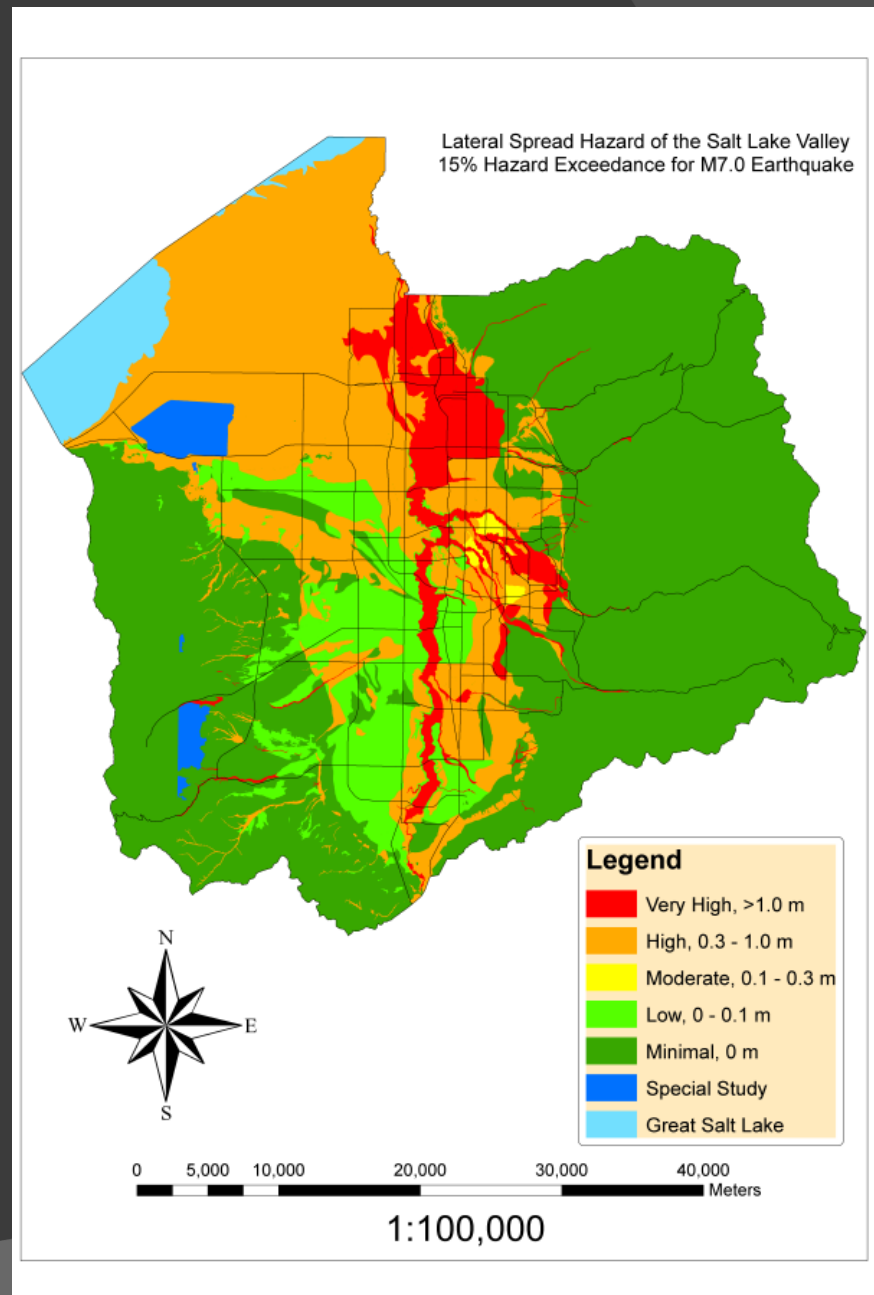 Lateral Spread Hazard of the Salt Lake Valley
15% Hazard Exceedance for M7.0 Earthquake
Legend
Very High, >1.0 m
High, 0.3 - 1.0 m
Moderate, 0.1 - 0.3 m
Low, 0 - 0.1 m
Minimal, 0 m
Special Study
Great Salt Lake
N
W E
S
0 5,000 10,000 20,000 30,000 40,000
Meters
1:100,000